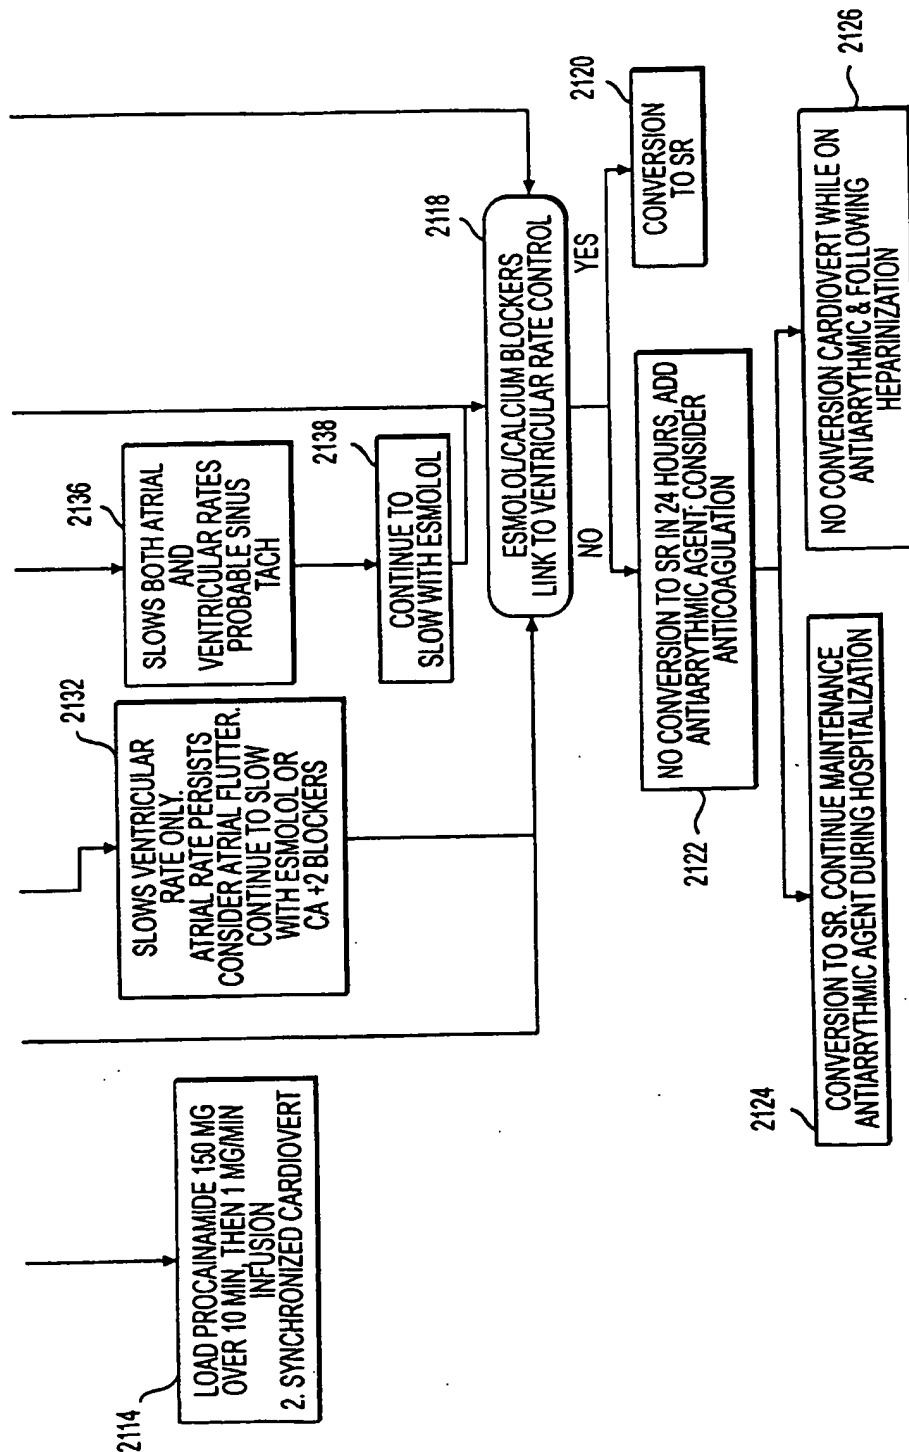 2114
LOAD PROCAINAMIDE 150 MG
OVER 10 MIN, THEN 1 MG/MIN
INFUSION
2. SYNCHRONIZED CARDIOVERT
2132
SLOWS VENTRICULAR
RATE ONLY.
ATRIAL RATE PERSISTS
CONSIDER ATRIAL FLUTTER.
CONTINUE TO SLOW
WITH ESMOLOL OR
CA +2 BLOCKERS
2136
SLOWS BOTH ATRIAL
AND
VENTRICULAR RATES
PROBABLE SINUS
TACH
2138
CONTINUE TO
SLOW WITH ESMOLOL
2118
ESMOLOL/CALCIUM BLOCKERS
LINK TO VENTRICULAR RATE CONTROL
NO
YES
2120
CONVERSION
TO SR
2122
NO CONVERSION TO SR IN 24 HOURS, ADD
ANTIARRYTHMIC AGENT; CONSIDER
ANTICOAGULATION
2124
CONVERSION TO SR. CONTINUE MAINTENANCE
ANTIARRYTHMIC AGENT DURING HOSPITALIZATION
2126
NO CONVERSION CARDIOVERT WHILE ON
ANTIARRYTHMIC & FOLLOWING
HEPARINIZATION